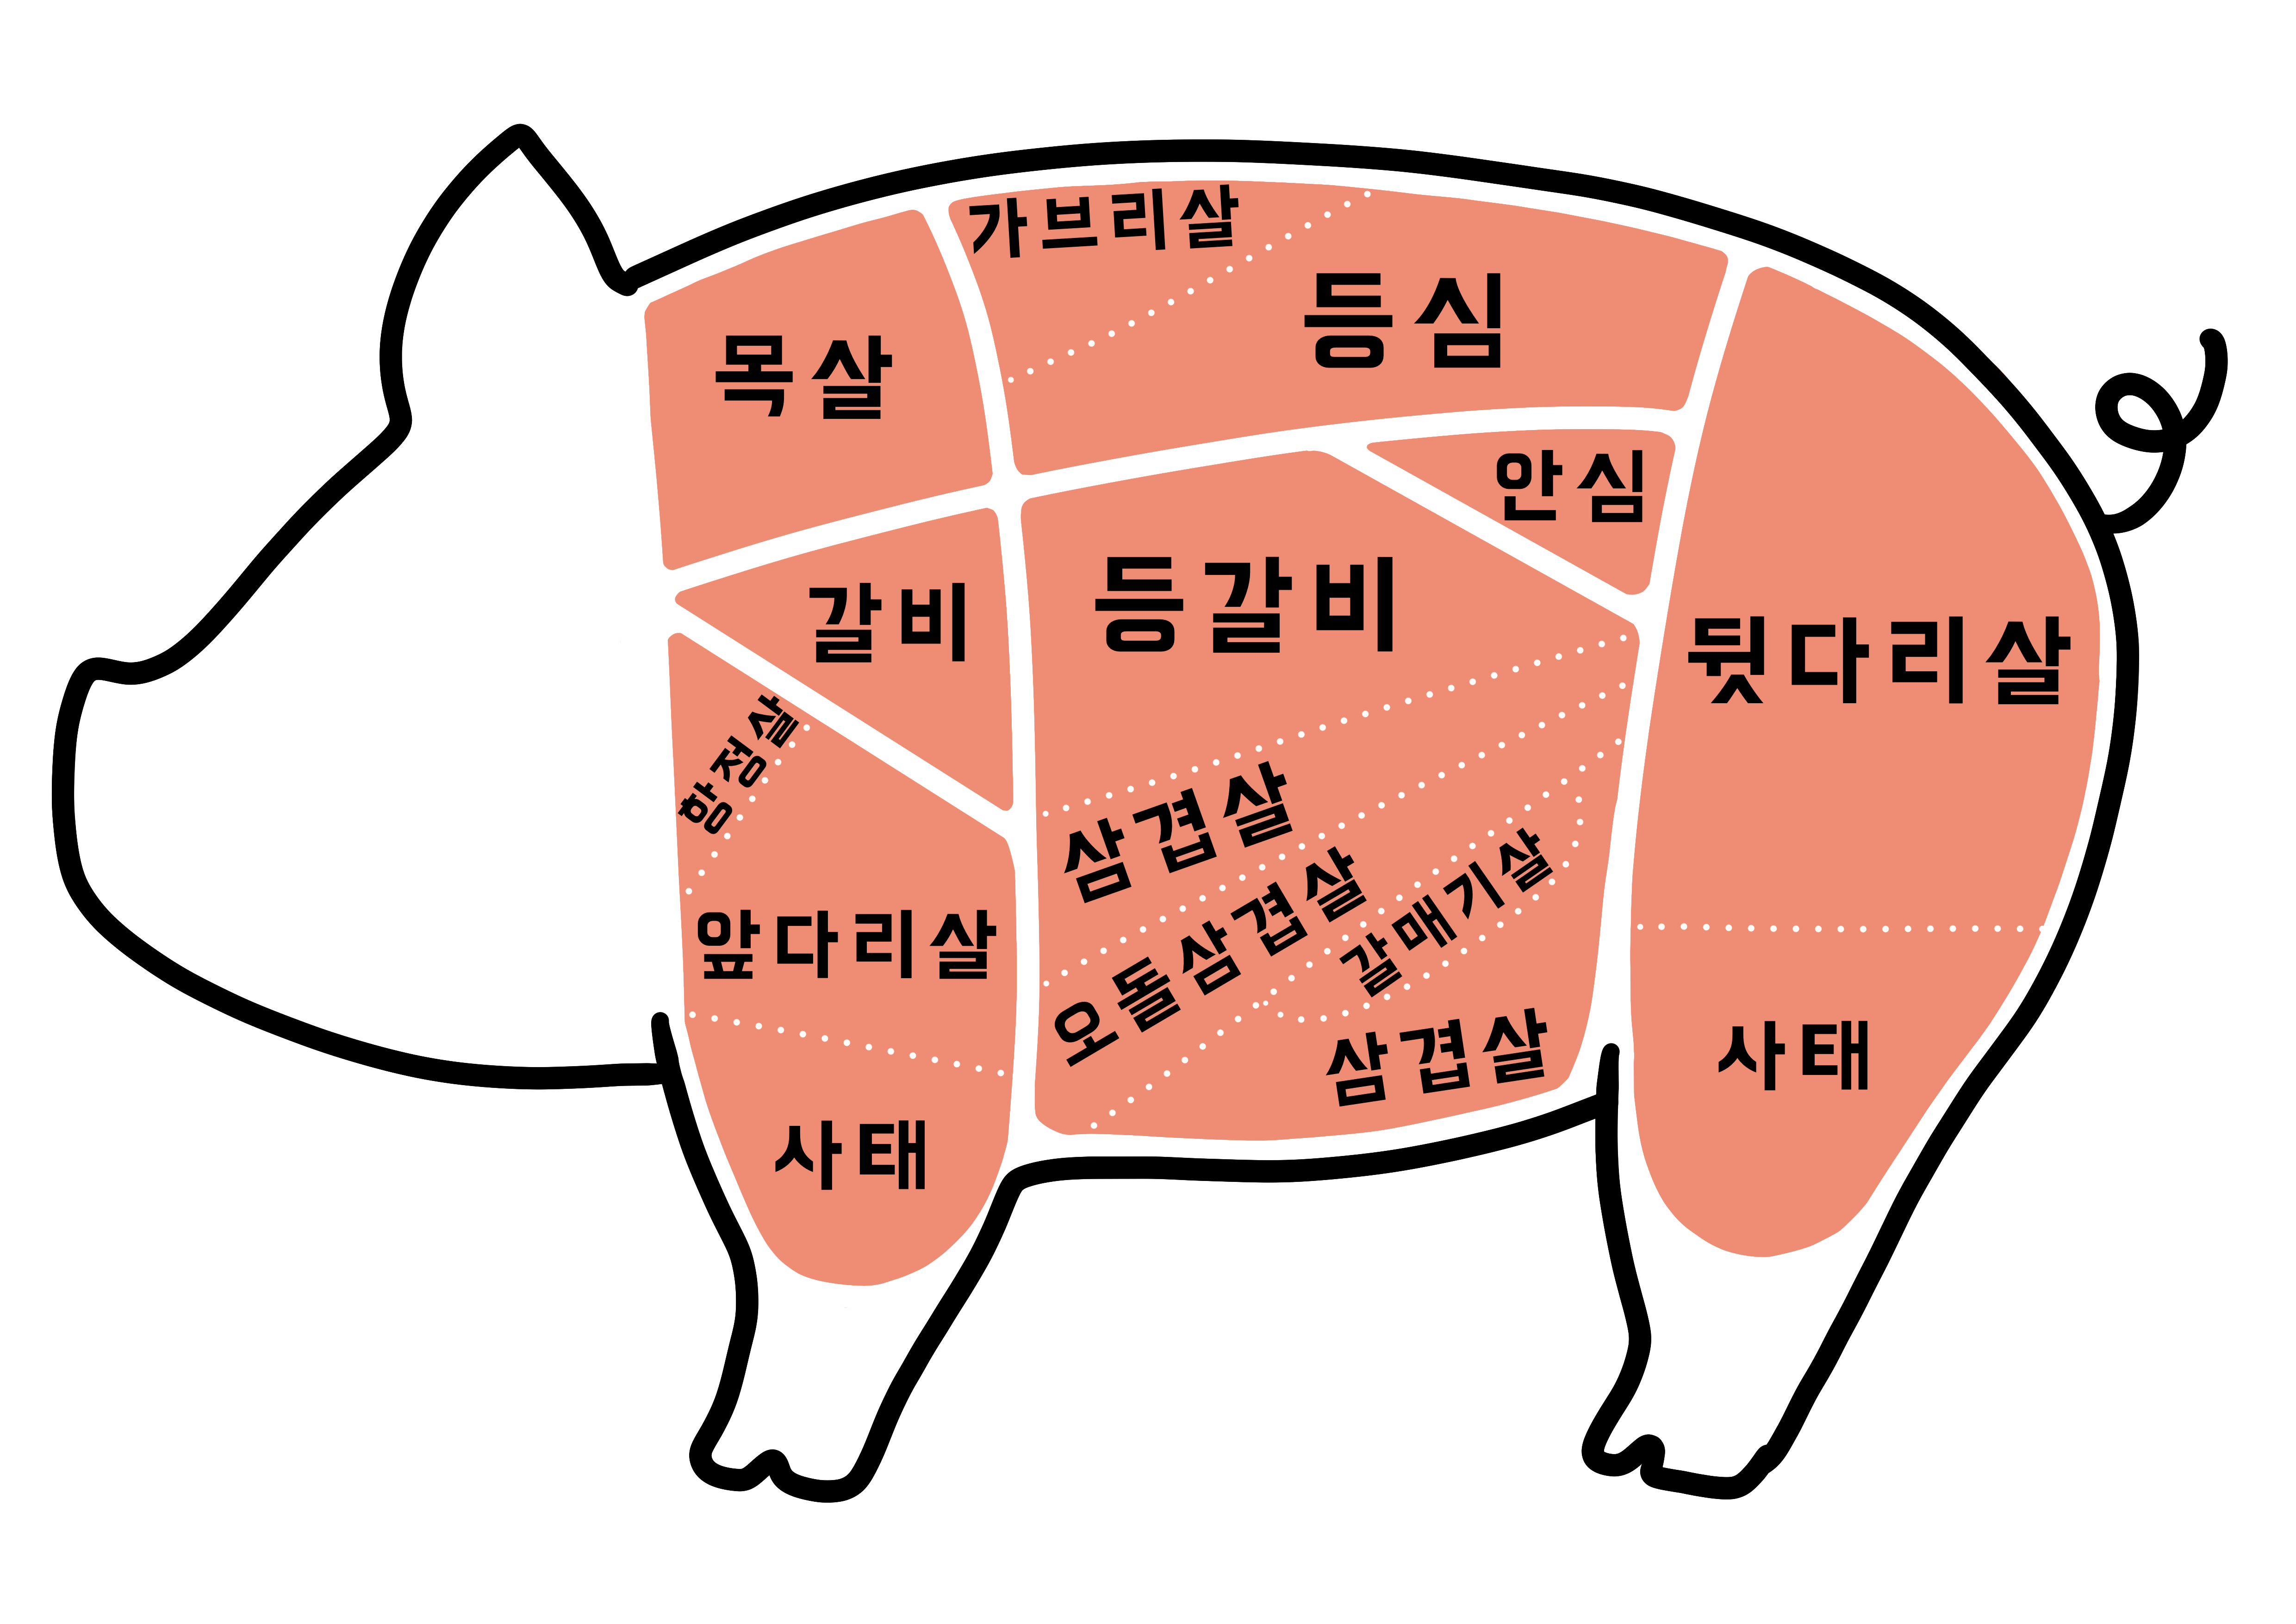 가브리살
등심
목살
안심
등갈비
갈비
뒷다리살
항정살
삼겹살
오돌삼겹살
갈매기살
앞다리살
삼겹살
사태
사태